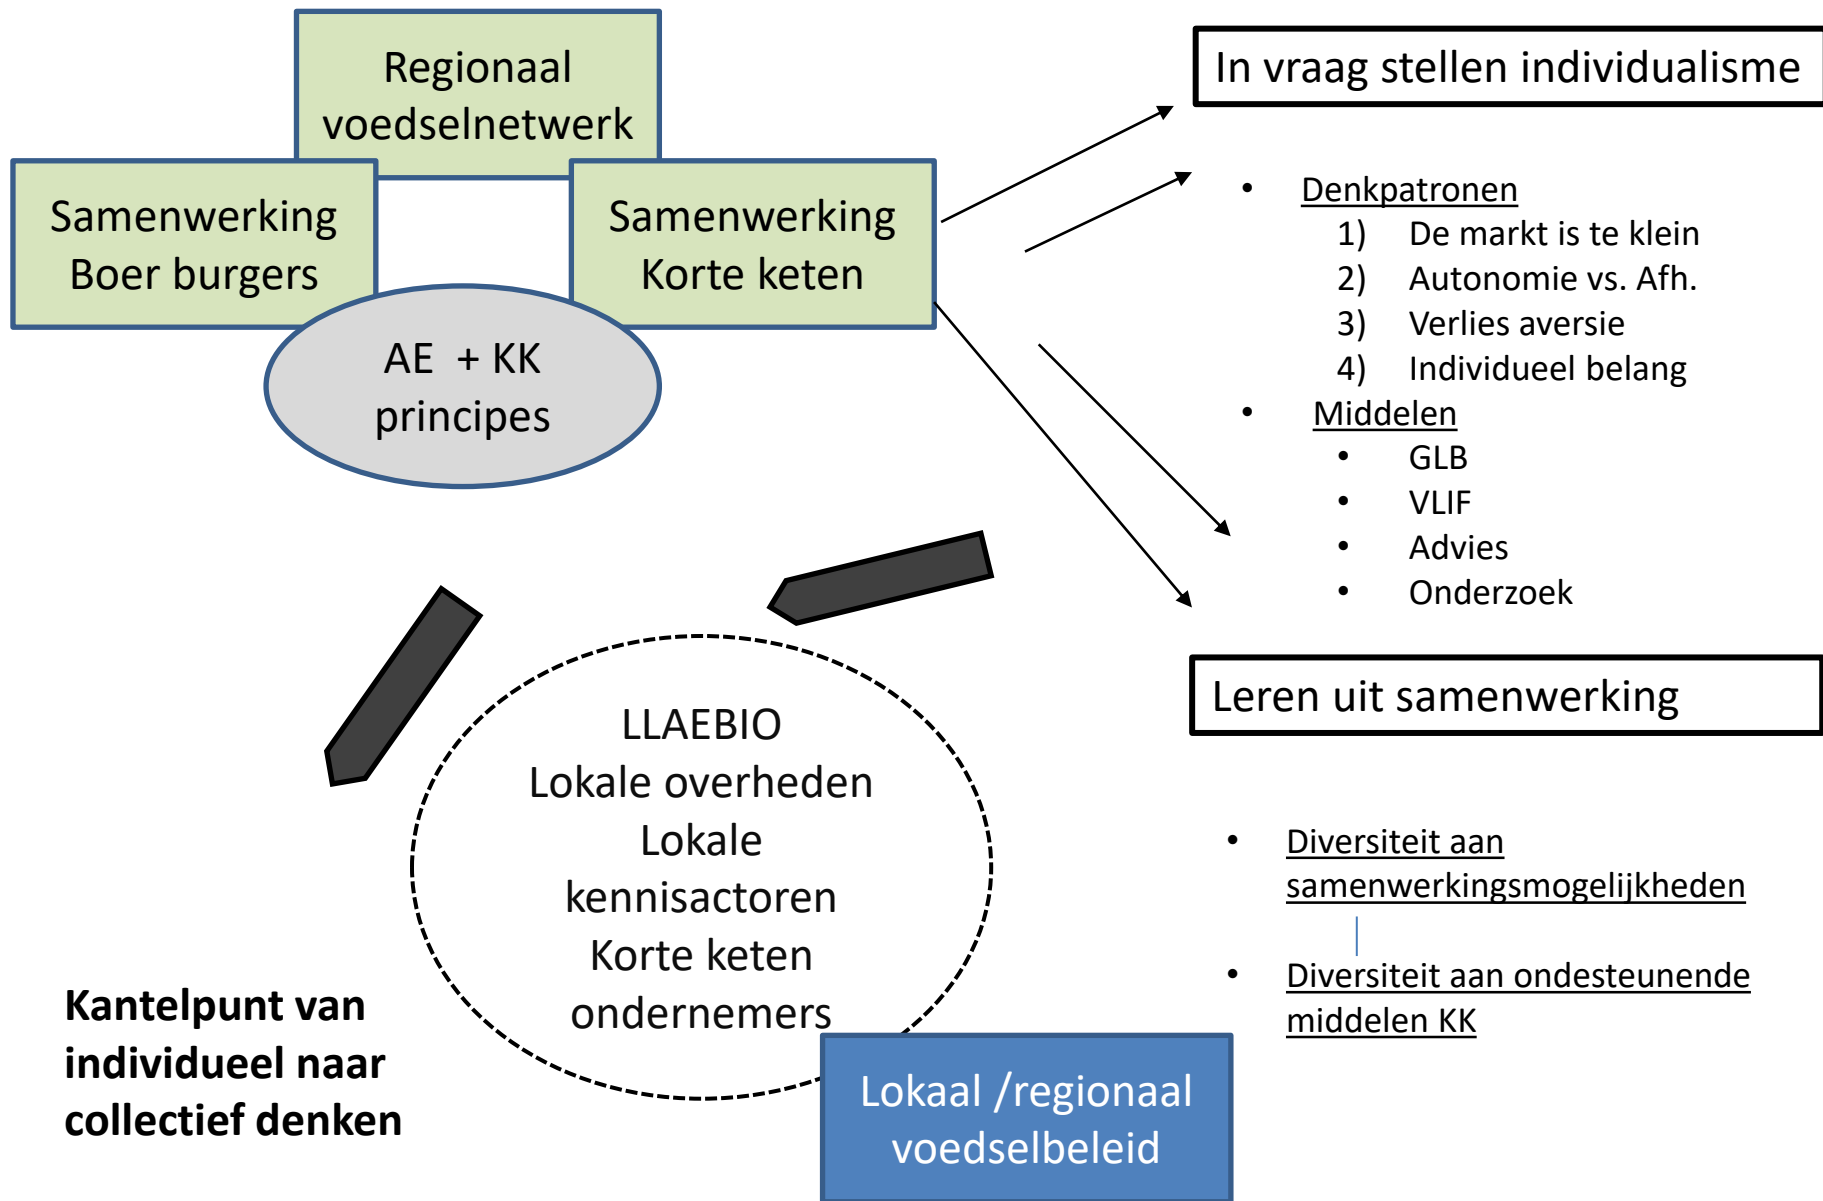 Regionaal
voedselnetwerk
Samenwerking
Boer burgers
Samenwerking
Korte keten
AE + KK
principes
In vraag stellen individualisme
• Denkpatronen
1) De markt is te klein
2) Autonomie vs. Afh.
3) Verlies aversie
4) Individueel belang
• Middelen
• GLB
• VLIF
• Advies
• Onderzoek
Leren uit samenwerking
• Diversiteit aan
samenwerkingsmogelijkheden
• Diversiteit aan ondesteunende
middelen KK
LLAEBIO
Lokale overheden
Lokale
kennisactoren
Korte keten
ondernemers
Lokaal /regionaal
voedselbeleid
Kantelpunt van
individueel naar
collectief denken